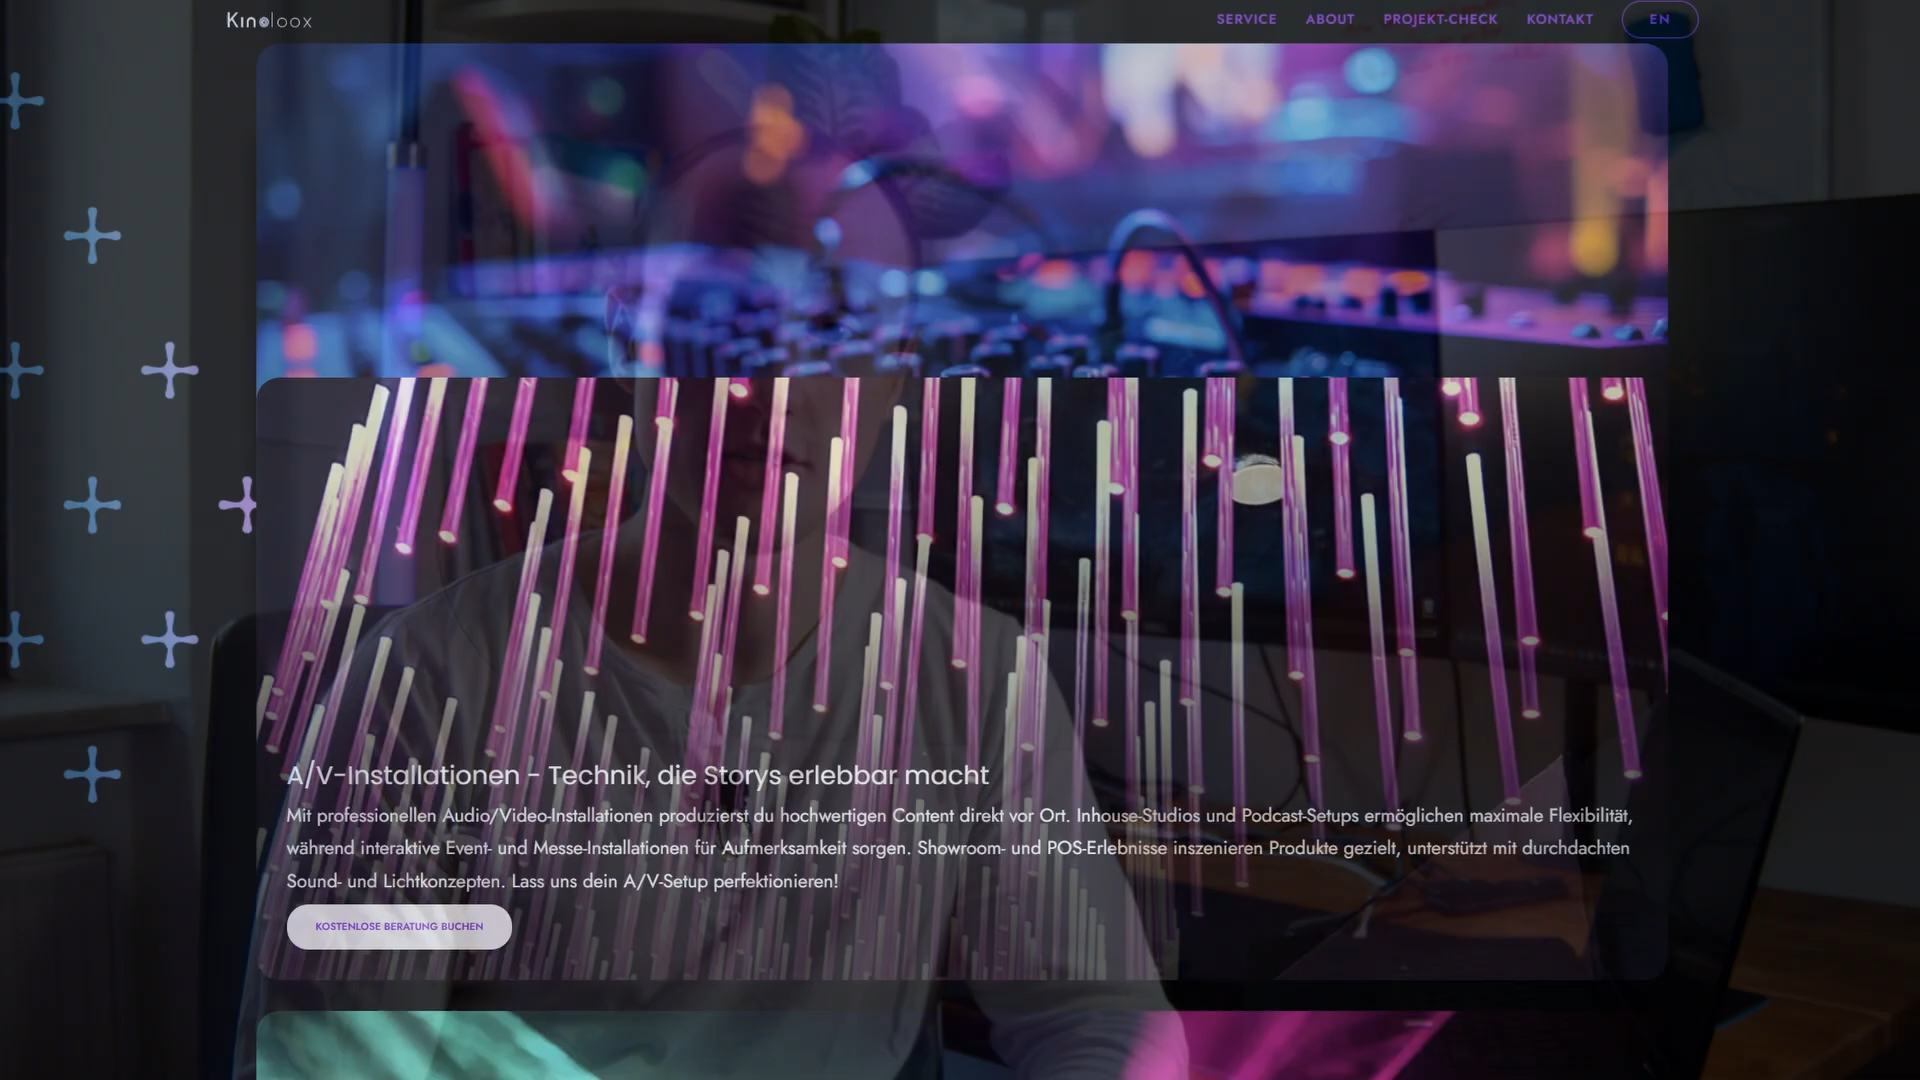 Kinoloox
SERVICE ABOUT PROJEKT-CHECK KONTAKT EN
A/V-Installationen – Technik, die Storys erlebbar macht
Mit professionellen Audio/Video-Installationen produzierst du hochwertigen Content direkt vor Ort. Inhouse-Studios und Podcast-Setups ermöglichen maximale Flexibilität,
während interaktive Event- und Messe-Installationen für Aufmerksamkeit sorgen. Showroom- und POS-Erlebnisse inszenieren Produkte gezielt, unterstützt mit durchdachten
Sound- und Lichtkonzepten. Lass uns dein A/V-Setup perfektionieren!
KOSTENLOSE BERATUNG BUCHEN